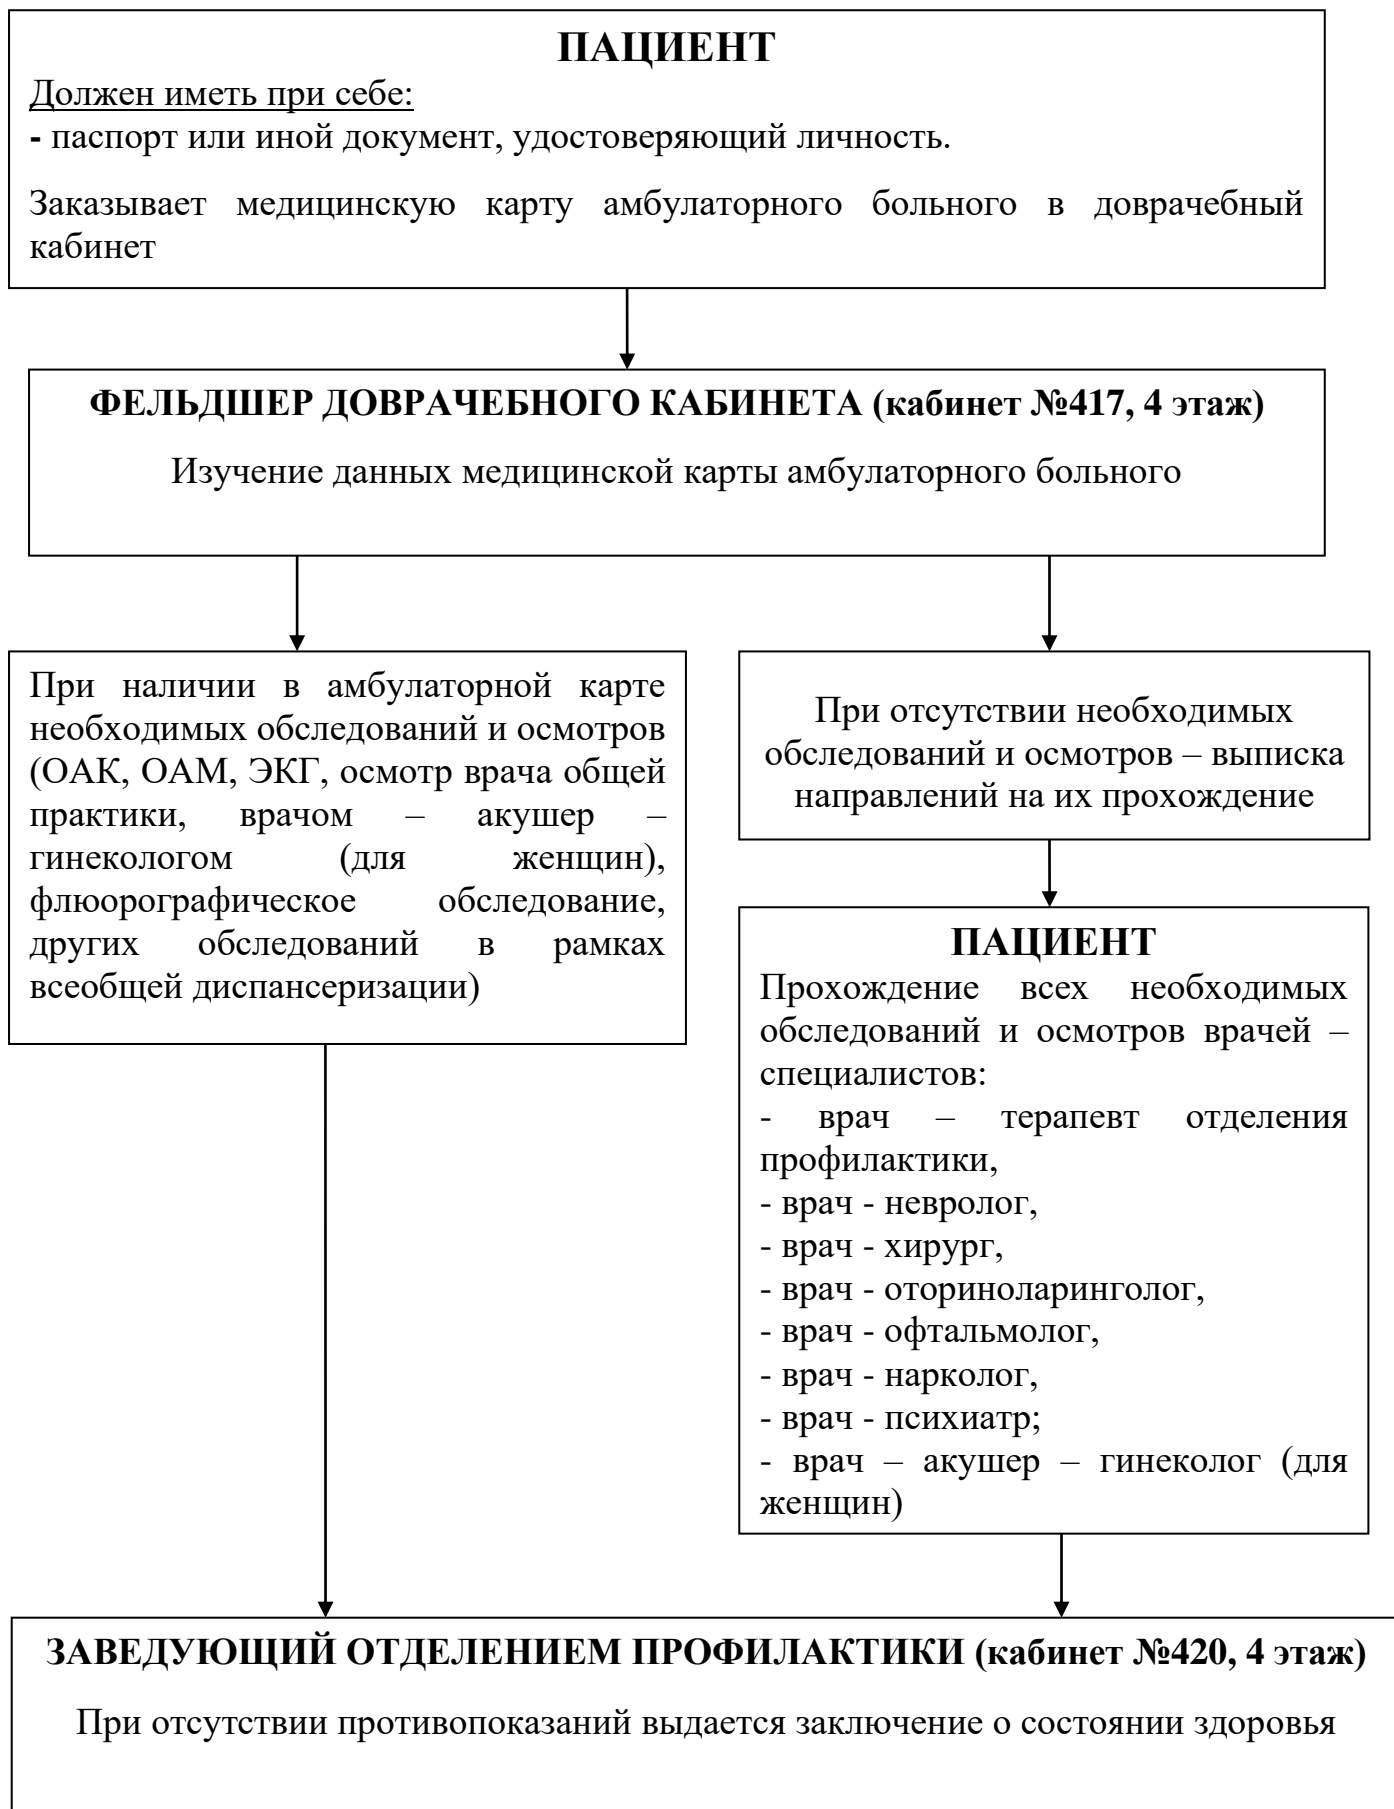 ПАЦИЕНТ
Должен иметь при себе:
- паспорт или иной документ, удостоверяющий личность.
Заказывает медицинскую карту амбулаторного больного в доврачебный
кабинет
ФЕЛЬДШЕР ДОВРАЧЕБНОГО КАБИНЕТА (кабинет №417, 4 этаж)
Изучение данных медицинской карты амбулаторного больного
При наличии в амбулаторной карте
необходимых обследований и осмотров
(ОАК, ОАМ, ЭКГ, осмотр врача общей
практики, врачом – акушер –
гинекологом (для женщин),
флюорографическое обследование,
других обследований в рамках
всеобщей диспансеризации)
При отсутствии необходимых
обследований и осмотров – выписка
направлений на их прохождение
ПАЦИЕНТ
Прохождение всех необходимых
обследований и осмотров врачей –
специалистов:
- врач – терапевт отделения
профилактики,
- врач - невролог,
- врач - хирург,
- врач - оториноларинголог,
- врач - офтальмолог,
- врач - нарколог,
- врач - психиатр;
- врач – акушер – гинеколог (для
женщин)
ЗАВЕДУЮЩИЙ ОТДЕЛЕНИЕМ ПРОФИЛАКТИКИ (кабинет №420, 4 этаж)
При отсутствии противопоказаний выдается заключение о состоянии здоровья